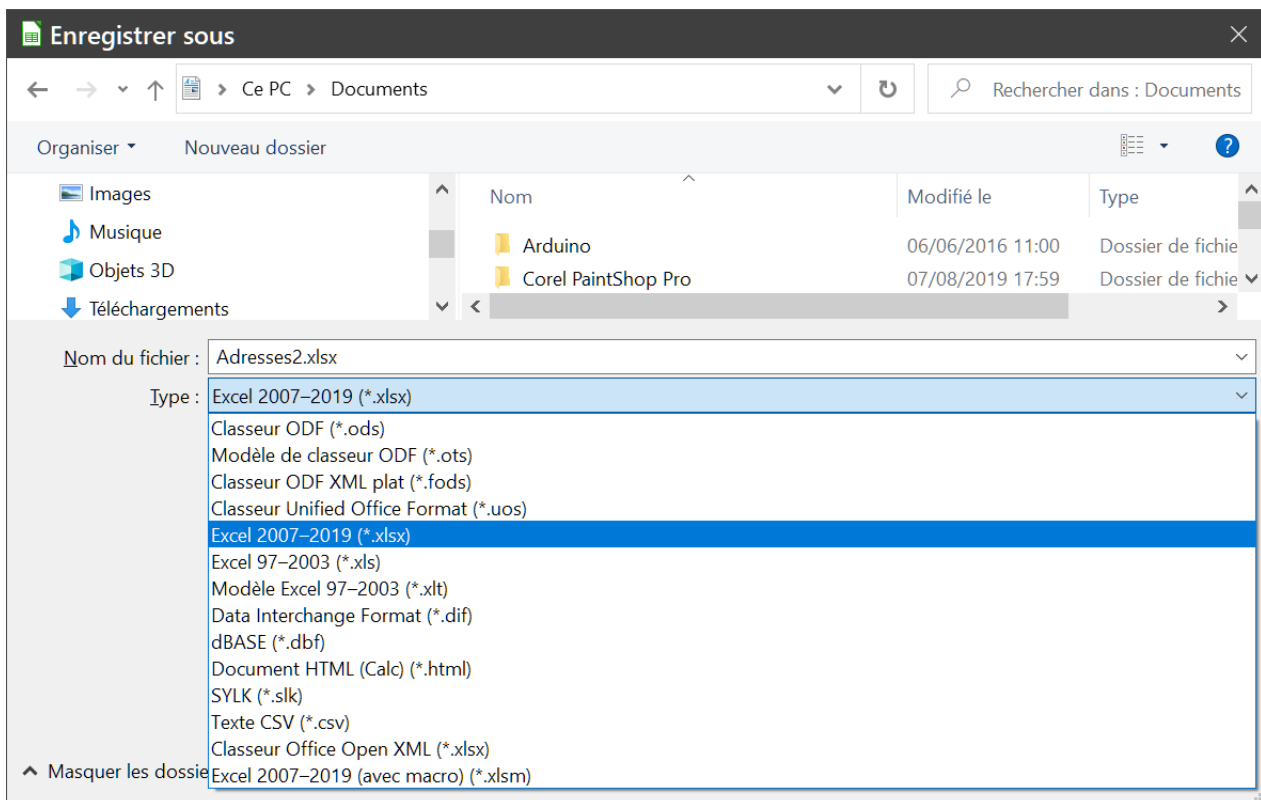 Enregistrer sous
Ce PC > Documents
Rechercher dans : Documents
Organiser
Nouveau dossier
?
Images
Musique
Objets 3D
Téléchargements
Nom Modifié le Type
Arduino 06/06/2016 11:00 Dossier de fichie
Corel PaintShop Pro 07/08/2019 17:59 Dossier de fichie
Nom du fichier : Adresses2.xlsx
Type : Excel 2007–2019 (*.xlsx)
Classeur ODF (*.ods)
Modèle de classeur ODF (*.ots)
Classeur ODF XML plat (*.fods)
Classeur Unified Office Format (*.uos)
Excel 2007–2019 (*.xlsx)
Excel 97–2003 (*.xls)
Modèle Excel 97–2003 (*.xlt)
Data Interchange Format (*.dif)
dBASE (*.dbf)
Document HTML (Calc) (*.html)
SYLK (*.slk)
Texte CSV (*.csv)
Classeur Office Open XML (*.xlsx)
Masquer les dossie
Excel 2007–2019 (avec macro) (*.xlsm)